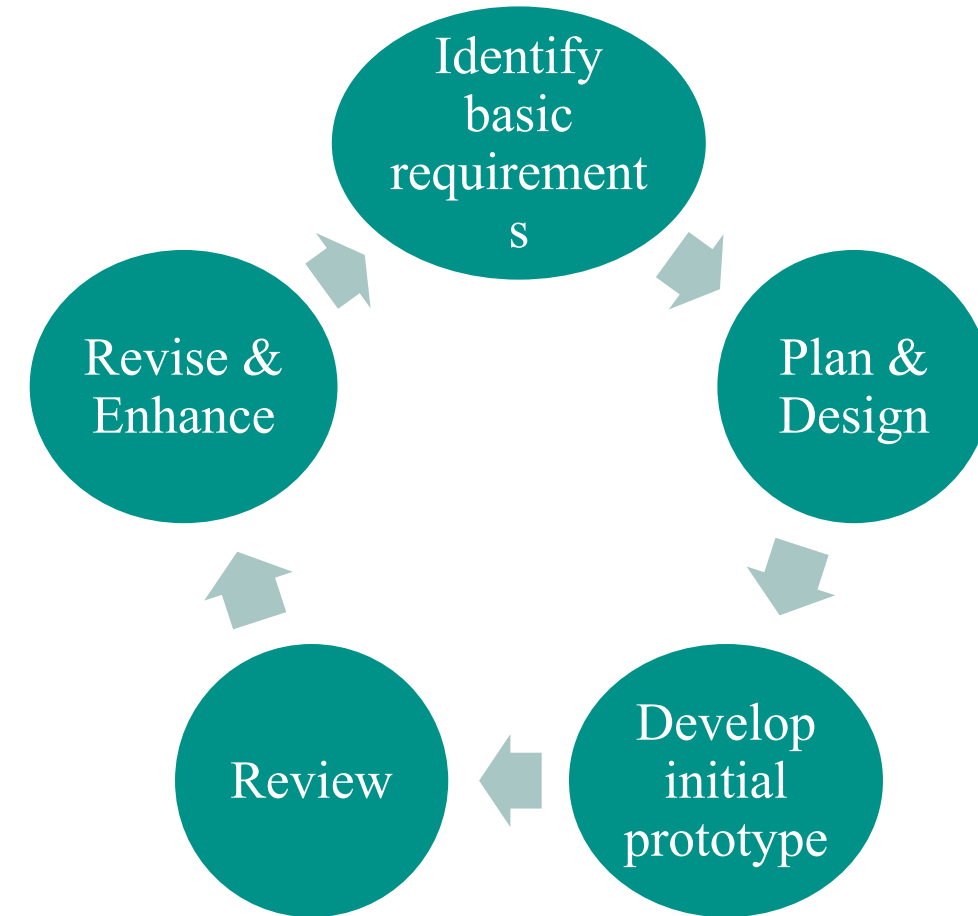 Identify
basic
requirement
s
Plan &
Design
Develop
initial
prototype
Review
Revise &
Enhance